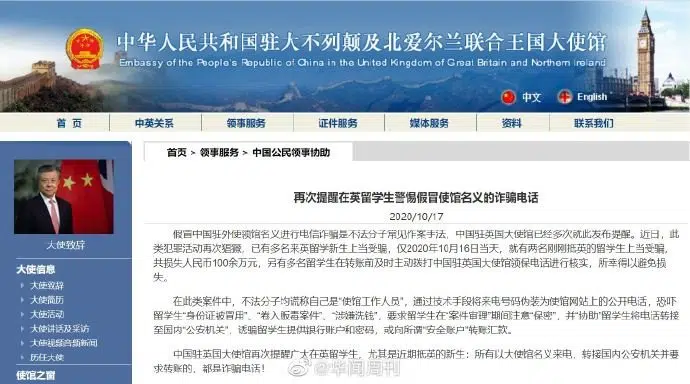 中华人民共和国驻大不列颠及北爱尔兰联合王国大使馆
Embassy of the People's Republic of China in the United Kingdom of Great Britain and Northern Ireland
中文 English
首 页 中英关系 领事服务 证件服务 媒体服务 资料 联系我们
首页 > 领事服务 > 中国公民领事协助
再次提醒在英留学生警惕假冒使馆名义的诈骗电话
2020/10/17
假冒中国驻外使领馆名义进行电信诈骗是不法分子常见作案手法，中国驻英国大使馆已经多次就此发布提醒。近日，此
类犯罪活动再次猖獗，已有多名来英留学新生上当受骗，仅2020年10月16日当天，就有两名刚刚抵英的留学生上当受骗，
共损失人民币100余万元，另有多名留学生在转账前及时主动拨打中国驻英国大使馆领保电话进行核实，所幸得以避免损
失。
在此类案件中，不法分子均谎称自己是“使馆工作人员”，通过技术手段将来电号码伪装为使馆网站上的公开电话，恐吓
留学生“身份证被冒用”、“卷入贩毒案件”、“涉嫌洗钱”，要求留学生在“案件审理”期间注意“保密”，并“协助”留学生将电话转接
至国内“公安机关”，诱骗留学生提供银行账户和密码，或向所谓“安全账户”转账汇款。
中国驻英国大使馆再次提醒广大在英留学生，尤其是近期抵英的新生：所有以大使馆名义来电，转接国内公安机关并要
求转账的，都是诈骗电话！
大使致辞
大使信息
大使致辞
大使简历
大使活动
大使讲话及采访
大使视频音频新闻
历任大使
使馆之窗
@华闻周刊